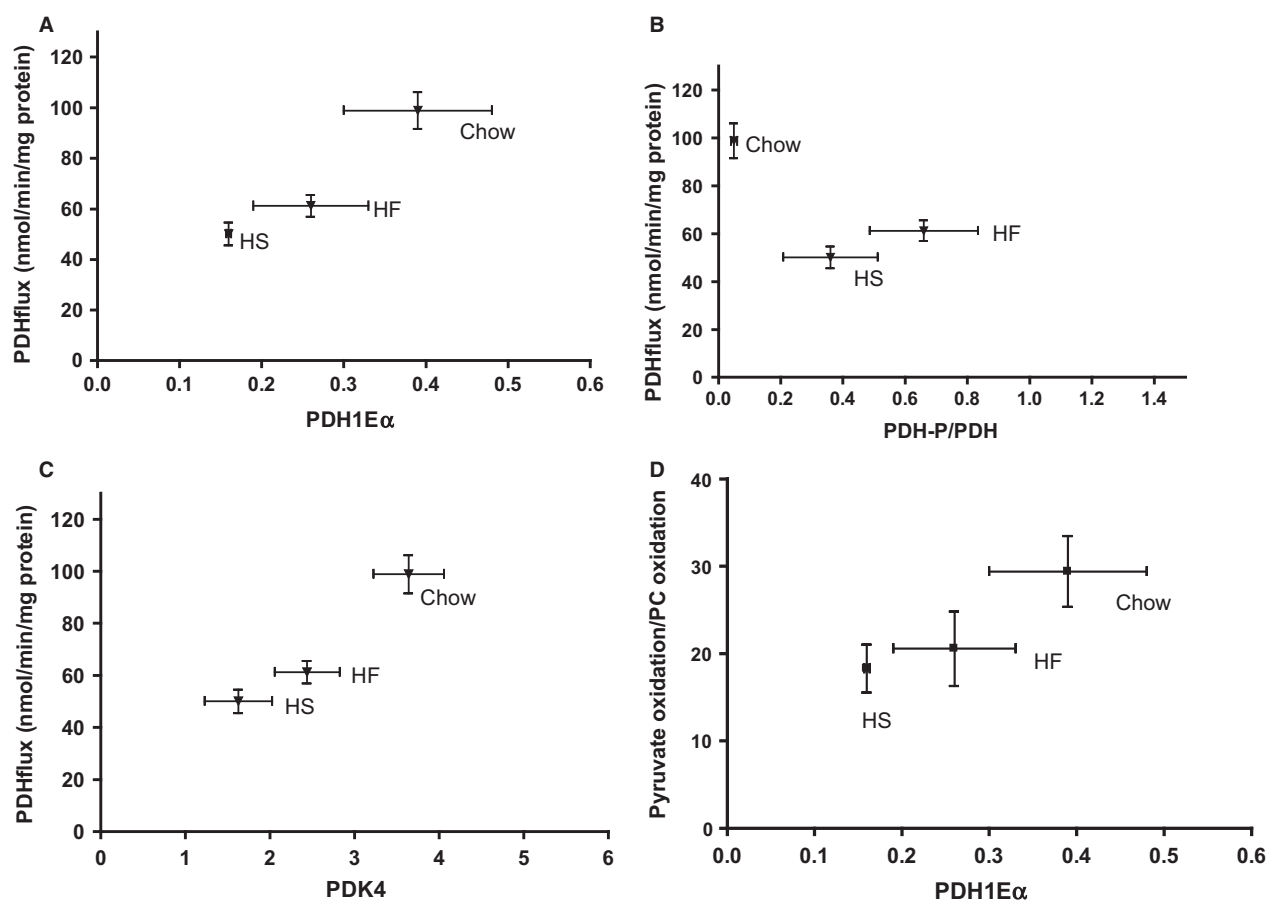 A
PDHflux (nmol/min/mg protein)
120
100
80
60
40
20
0
Chow
HF
HS
0.0 0.1 0.2 0.3 0.4 0.5 0.6
PDH1Eα
B
PDHflux (nmol/min/mg protein)
120
100
80
60
40
20
0
Chow
HF
HS
0.0 0.2 0.4 0.6 0.8 1.0 1.2 1.4
PDH-P/PDH
C
PDHflux (nmol/min/mg protein)
120
100
80
60
40
20
0
Chow
HF
HS
0 1 2 3 4 5 6
PDK4
D
Pyruvate oxidation/PC oxidation
40
30
20
10
0
Chow
HF
HS
0.0 0.1 0.2 0.3 0.4 0.5 0.6
PDH1Eα